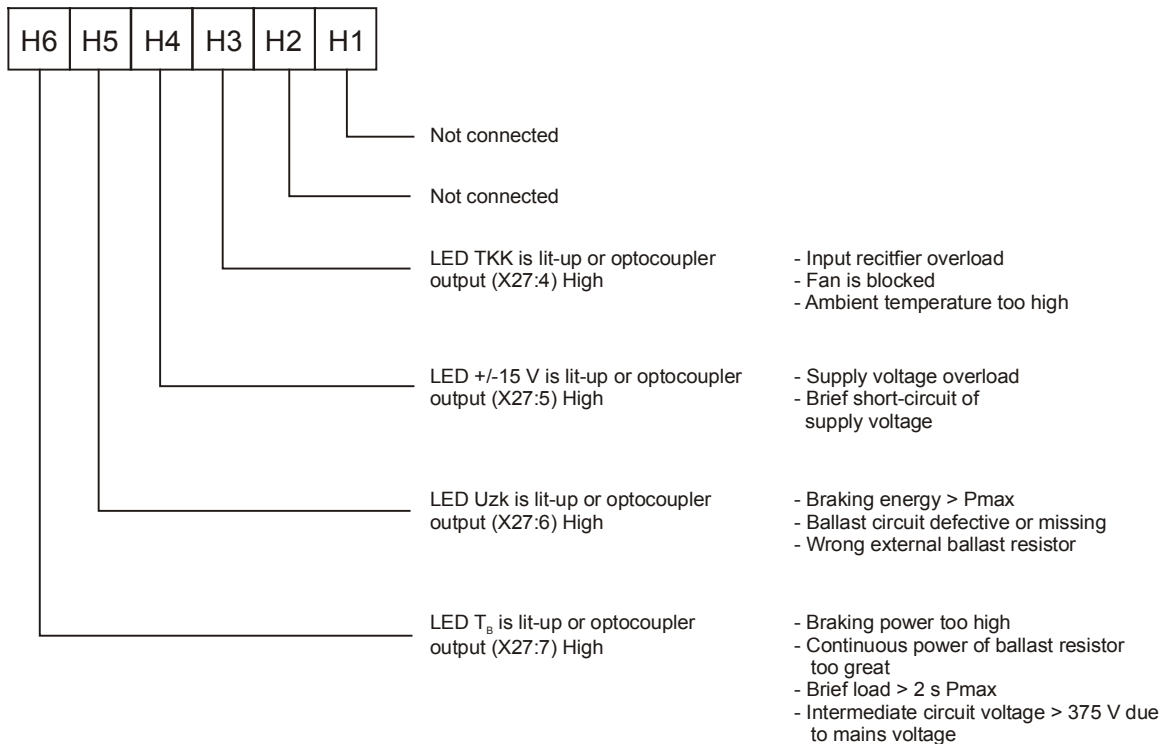 H6 H5 H4 H3 H2 H1
Not connected
Not connected
LED TKK is lit-up or optocoupler
output (X27:4) High
- Input recitfier overload
- Fan is blocked
- Ambient temperature too high
LED +/-15 V is lit-up or optocoupler
output (X27:5) High
- Supply voltage overload
- Brief short-circuit of
supply voltage
LED Uzk is lit-up or optocoupler
output (X27:6) High
- Braking energy > Pmax
- Ballast circuit defective or missing
- Wrong external ballast resistor
LED T_B is lit-up or optocoupler
output (X27:7) High
- Braking power too high
- Continuous power of ballast resistor
too great
- Brief load > 2 s Pmax
- Intermediate circuit voltage > 375 V due
to mains voltage